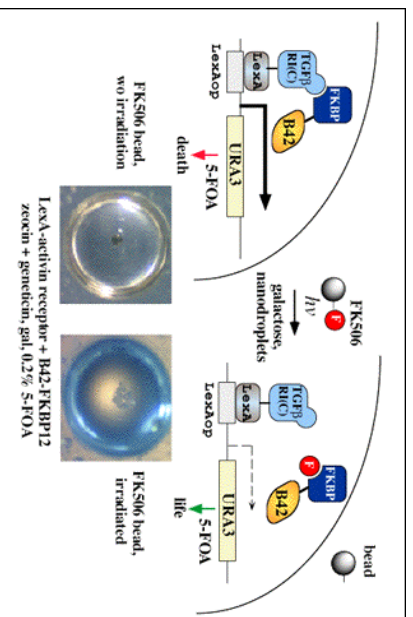 FKBP
TGFβ
RI(C)
B42
LexA
LexAop
URA3
5-FOA
death
FK506
F
hν
galactose,
nanodroplets
bead
F
FKBP
B42
TGFβ
RI(C)
LexA
LexAop
URA3
5-FOA
life
FK506 bead,
wo irradiation
FK506 bead,
irradiated
LexA-activin receptor + B42-FKBP12
zeocin + geneticin, gal, 0.2%
5-FOA